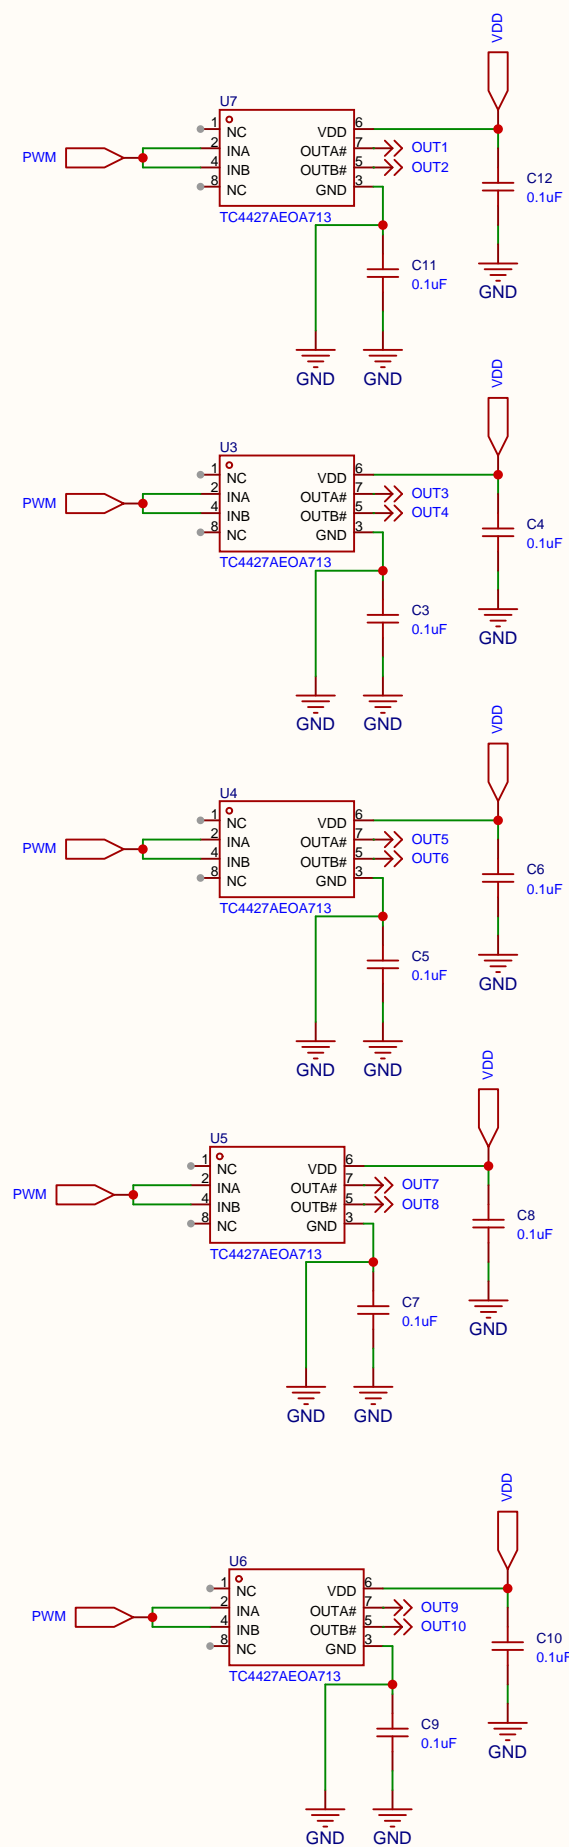 VDD
U7
1 NC VDD 6
PWM 2 INA OUTA# 7 OUT1
4 INB OUTB# 5 OUT2
8 NC GND 3
TC4427AEOA713
C12
0.1uF
C11
0.1uF
GND
GND GND
VDD
U3
1 NC VDD 6
PWM 2 INA OUTA# 7 OUT3
4 INB OUTB# 5 OUT4
8 NC GND 3
TC4427AEOA713
C4
0.1uF
C3
0.1uF
GND
GND GND
VDD
U4
1 NC VDD 6
PWM 2 INA OUTA# 7 OUT5
4 INB OUTB# 5 OUT6
8 NC GND 3
TC4427AEOA713
C6
0.1uF
C5
0.1uF
GND
GND GND
VDD
U5
1 NC VDD 6
PWM 2 INA OUTA# 7 OUT7
4 INB OUTB# 5 OUT8
8 NC GND 3
TC4427AEOA713
C8
0.1uF
C7
0.1uF
GND
GND GND
VDD
U6
1 NC VDD 6
PWM 2 INA OUTA# 7 OUT9
4 INB OUTB# 5 OUT10
8 NC GND 3
TC4427AEOA713
C10
0.1uF
C9
0.1uF
GND
GND GND